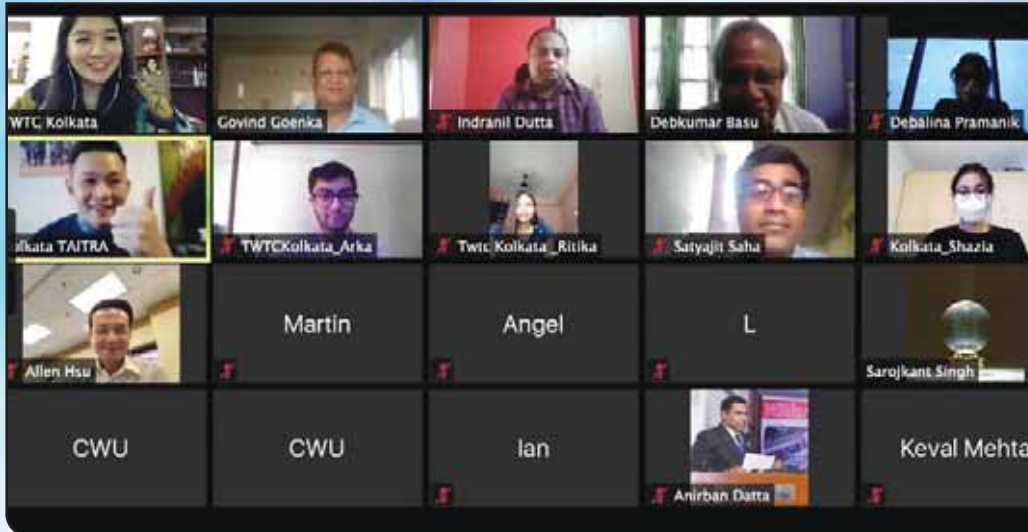 WTC Kolkata
Govind Goenka
Indranil Dutta
Debkumar Basu
Debalina Pramanik
olkata TAITRA
TWTCKolkata_Arka
Twtc Kolkata_Ritika
Satyajit Saha
Kolkata_Shazia
Allen Hsu
Martin
Angel
L
Sarojkant Singh
CWU
CWU
Ian
Anirban Datta
Keval Mehta